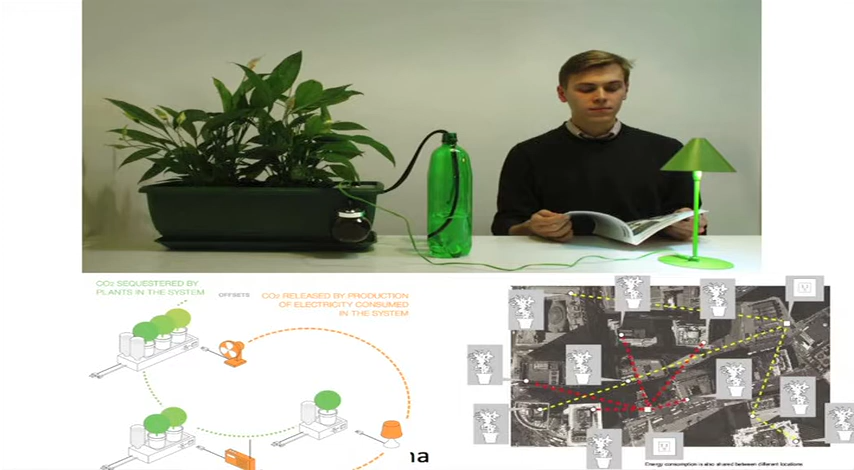 CO2 SEQUESTERED BY
PLANTS IN THE SYSTEM
OFFSETS
CO2 RELEASED BY PRODUCTION
OF ELECTRICITY CONSUMED
IN THE SYSTEM
na
Energy consumption is also shared between different locations